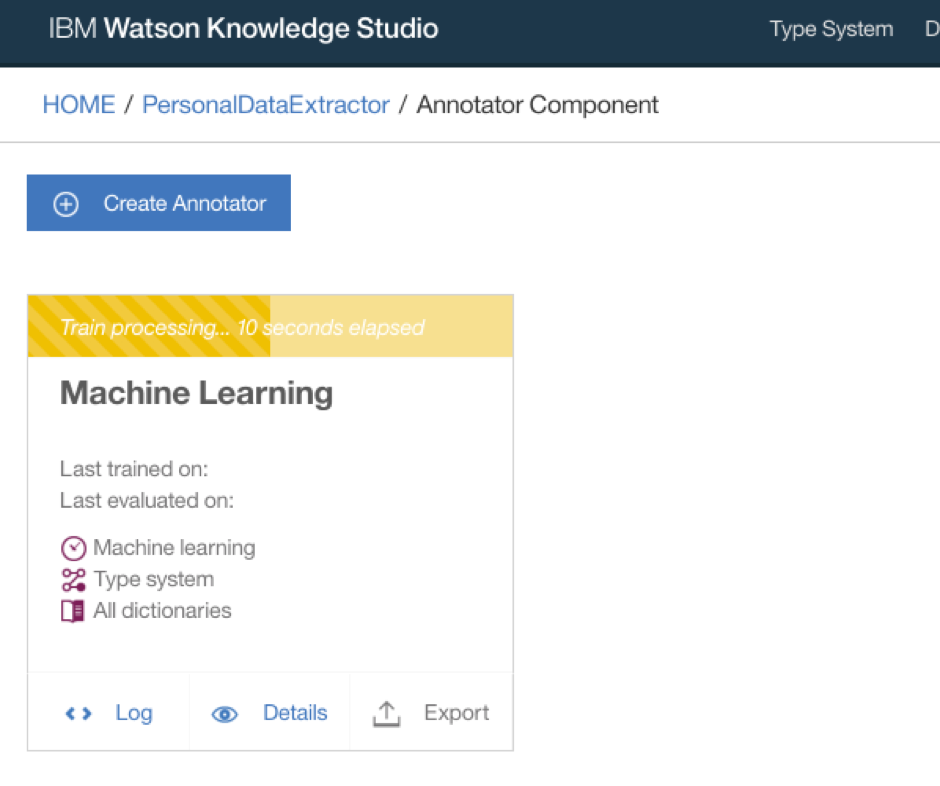 IBM Watson Knowledge Studio Type System D
HOME / PersonalDataExtractor / Annotator Component
Create Annotator
Train processing... 10 seconds elapsed
Machine Learning
Last trained on:
Last evaluated on:
Machine learning
Type system
All dictionaries
Log Details Export